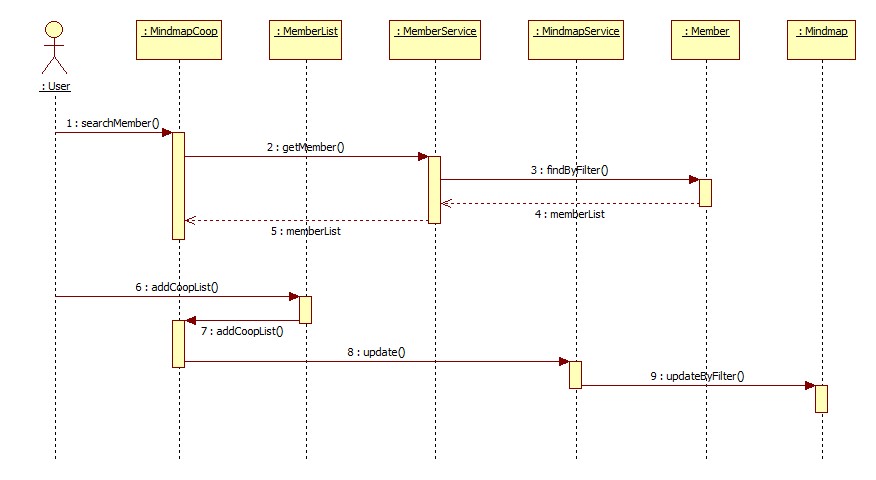 : MindmapCoop
: MemberList
: MemberService
: MindmapService
: Member
: Mindmap
: User
1 : searchMember()
2 : getMember()
3 : findByFilter()
4 : memberList
5 : memberList
6 : addCoopList()
7 : addCoopList()
8 : update()
9 : updateByFilter()